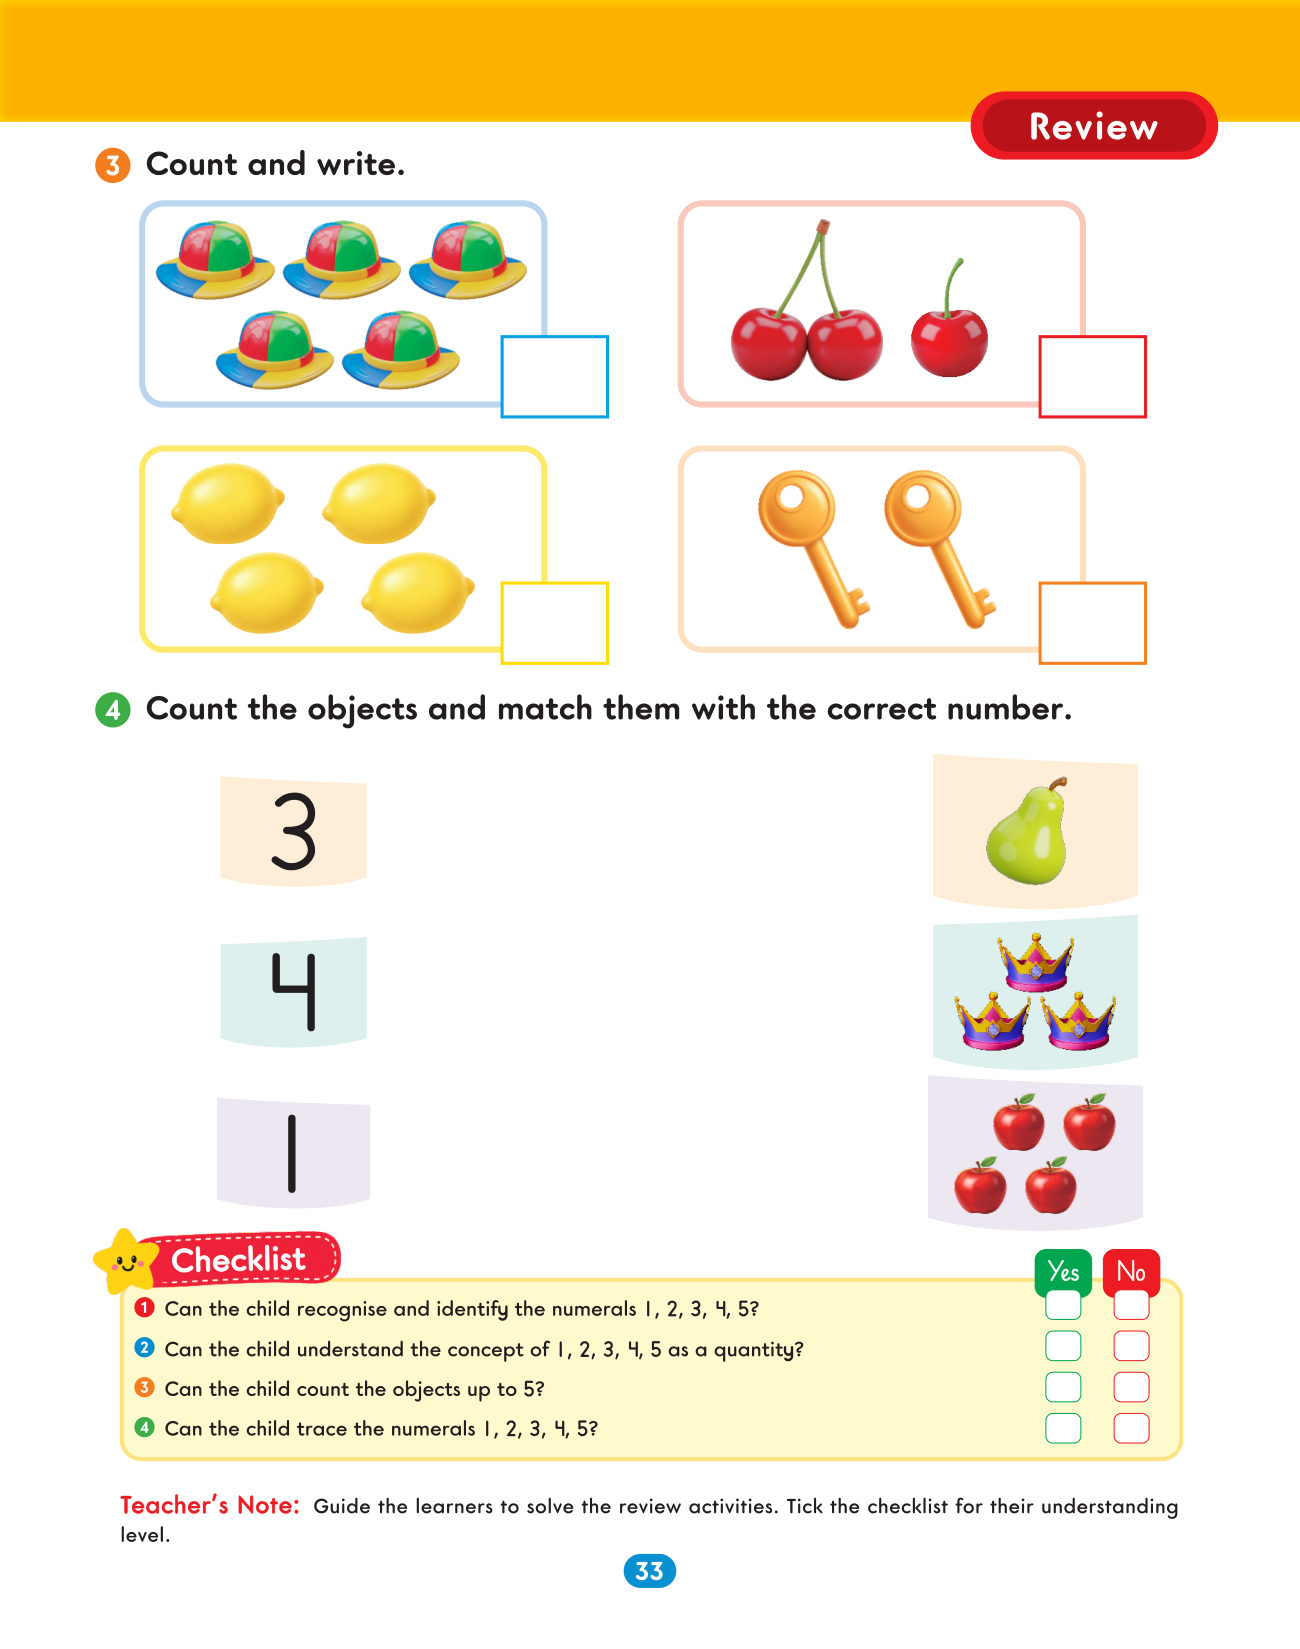 Review
3 Count and write.
4 Count the objects and match them with the correct number.
3
4
1
Checklist
Yes No
1 Can the child recognise and identify the numerals 1, 2, 3, 4, 5?
2 Can the child understand the concept of 1, 2, 3, 4, 5 as a quantity?
3 Can the child count the objects up to 5?
4 Can the child trace the numerals 1, 2, 3, 4, 5?
Teacher's Note: Guide the learners to solve the review activities. Tick the checklist for their understanding
level.
33